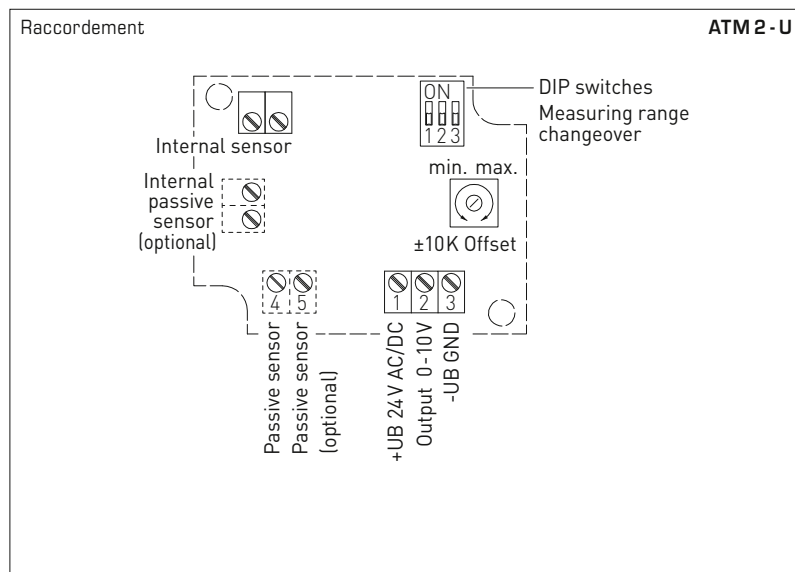 Raccordement
ATM 2 - U
ON
1 2 3
DIP switches
Measuring range
changeover
Internal sensor
Internal
passive
sensor
(optional)
min. max.
±10K Offset
4 5
1 2 3
Passive sensor
Passive sensor
(optional)
+UB 24V AC/DC
Output 0-10V
-UB GND